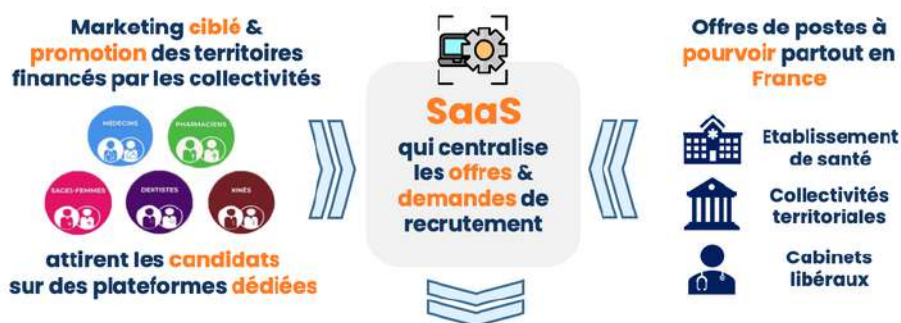 Marketing ciblé &
promotion des territoires
financés par les collectivités
MÉDECINS
PHARMACIENS
SAGES-FEMMES
DENTISTES
KINÉS
attirent les candidats
sur des plateformes dédiées
SaaS
qui centralise
les offres &
demandes de
recrutement
Offres de postes à
pourvoir partout en
France
Etablissement
de santé
Collectivités
territoriales
Cabinets
libéraux